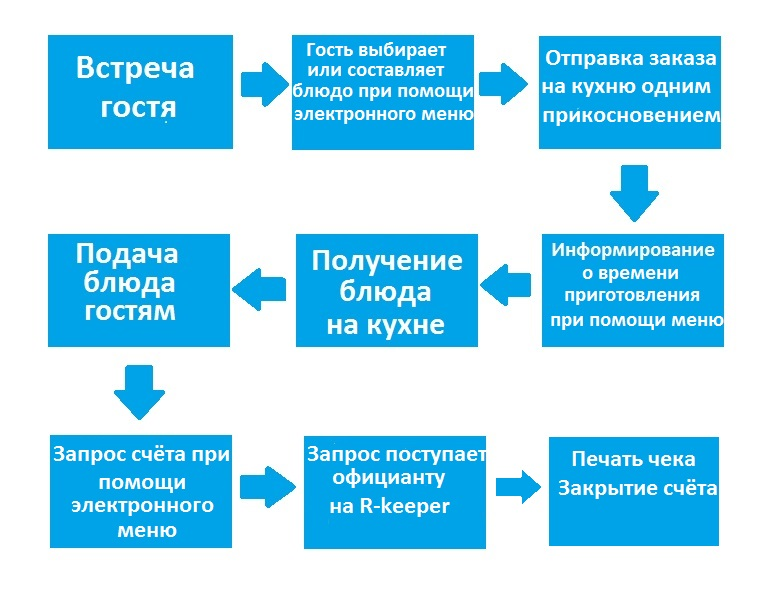 Встреча
гостя
Гость выбирает
или составляет
блюдо при помощи
электронного меню
Отправка заказа
на кухню одним
прикосновением
Информирование
о времени
приготовления
при помощи меню
Получение
блюда
на кухне
Подача
блюда
гостям
Запрос счёта при
помощи
электронного
меню
Запрос поступает
официанту
на R-keeper
Печать чека
Закрытие счёта